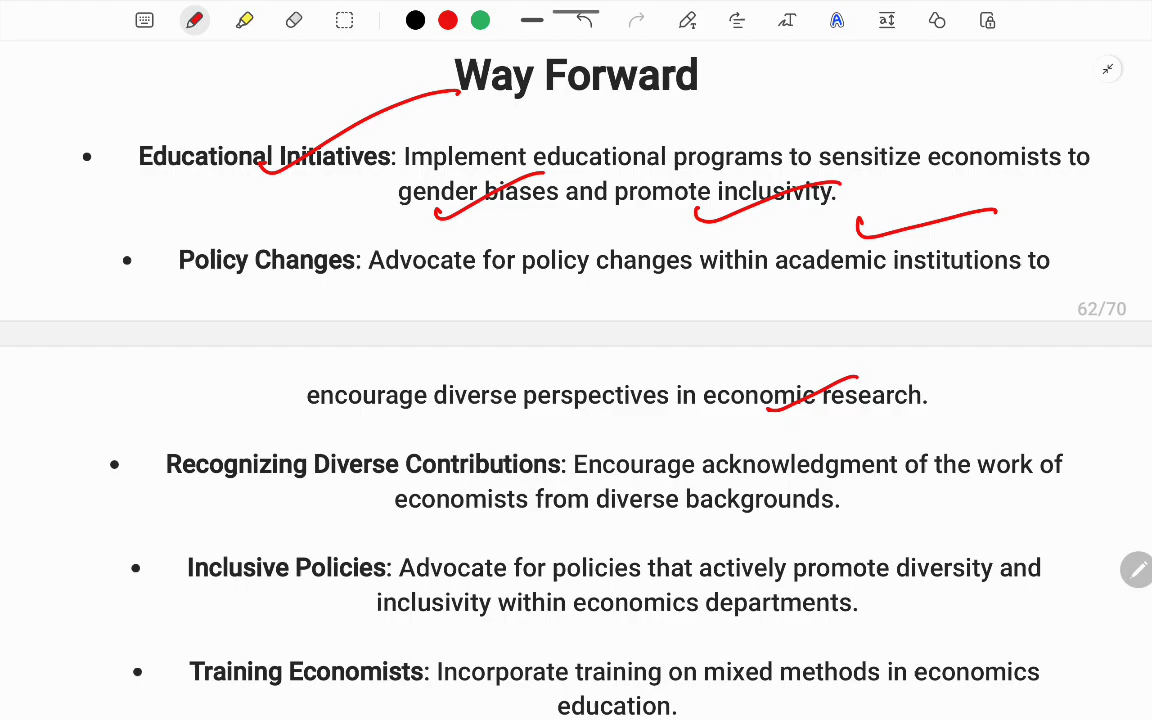 Way Forward
• Educational Initiatives: Implement educational programs to sensitize economists to
gender biases and promote inclusivity.
• Policy Changes: Advocate for policy changes within academic institutions to
62/70
encourage diverse perspectives in economic research.
• Recognizing Diverse Contributions: Encourage acknowledgment of the work of
economists from diverse backgrounds.
• Inclusive Policies: Advocate for policies that actively promote diversity and
inclusivity within economics departments.
• Training Economists: Incorporate training on mixed methods in economics
education.